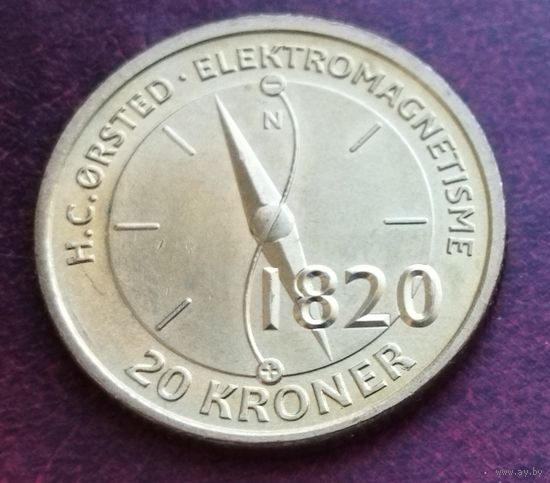 H.C. ØRSTED · ELEKTROMAGNETISME
N
1820
20 KRONER
www.ay.by